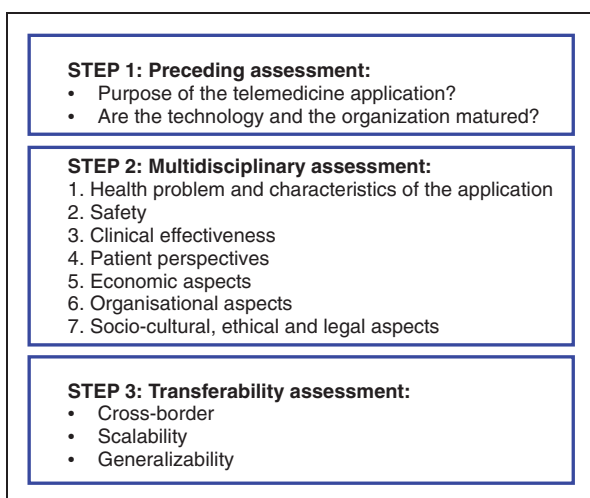 STEP 1: Preceding assessment:
• Purpose of the telemedicine application?
• Are the technology and the organization matured?
STEP 2: Multidisciplinary assessment:
1. Health problem and characteristics of the application
2. Safety
3. Clinical effectiveness
4. Patient perspectives
5. Economic aspects
6. Organisational aspects
7. Socio-cultural, ethical and legal aspects
STEP 3: Transferability assessment:
• Cross-border
• Scalability
• Generalizability